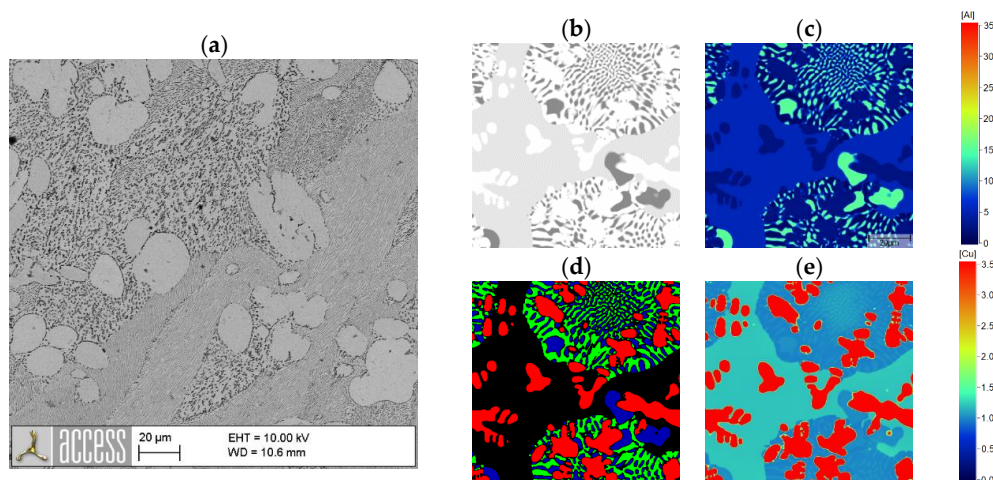 (a)
(b)
(c)
(d)
(e)
[Al]
35
30
25
20
15
10
5
0
20µm
[Cu]
3.5
3.0
2.5
2.0
1.5
1.0
0.5
0.0
access
20 µm
EHT = 10.00 kV
WD = 10.6 mm